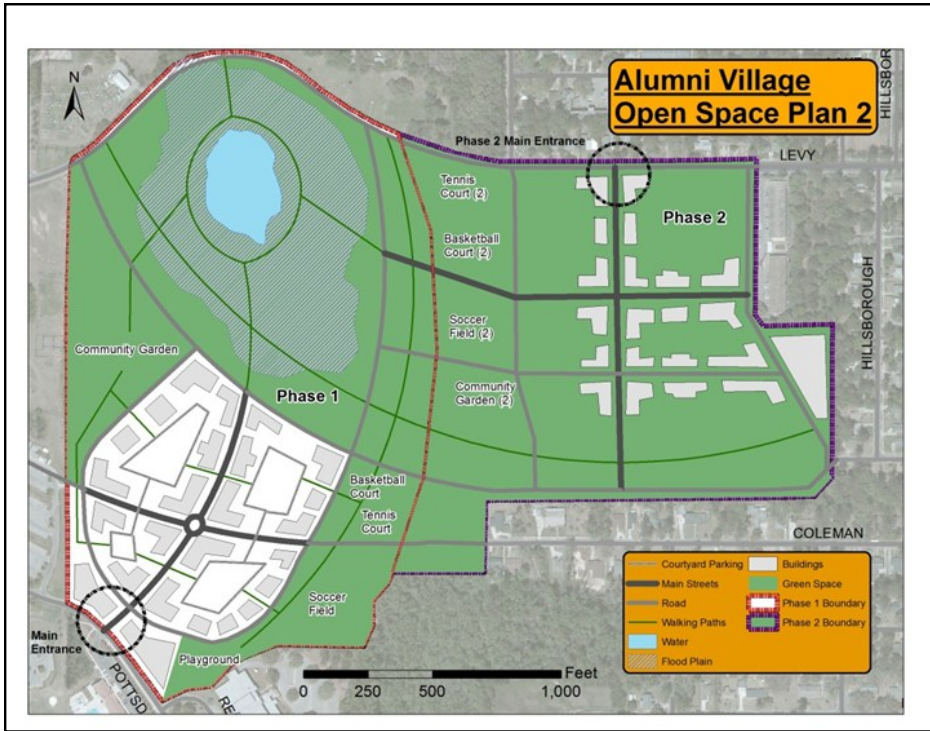 Alumni Village
Open Space Plan 2
N
HILLSBOR
Phase 2 Main Entrance
LEVY
Tennis
Court (2)
Phase 2
Basketball
Court (2)
HILLSBOROUGH
Soccer
Field (2)
Community Garden
Phase 1
Community
Garden (2)
Basketball
Court
Tennis
Court
COLEMAN
Soccer
Field
Main
Entrance
Playground
POTTSD
RE
Feet
0
250
500
1,000
Courtyard Parking
Main Streets
Road
Walking Paths
Water
Flood Plain
Buildings
Green Space
Phase 1 Boundary
Phase 2 Boundary